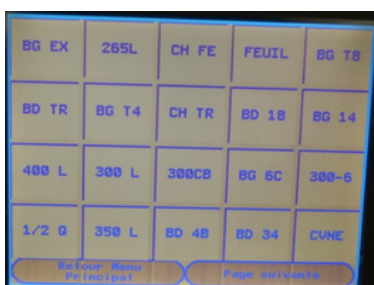 BG EX 265L CH FE FEUIL BG T8
BD TR BG T4 CH TR BD 18 BG 14
400 L 300 L 300CB BG 6C 300-6
1/2 Q 350 L BD 4B BD 34 CVNE
Retour Menu Page suivante
Principal